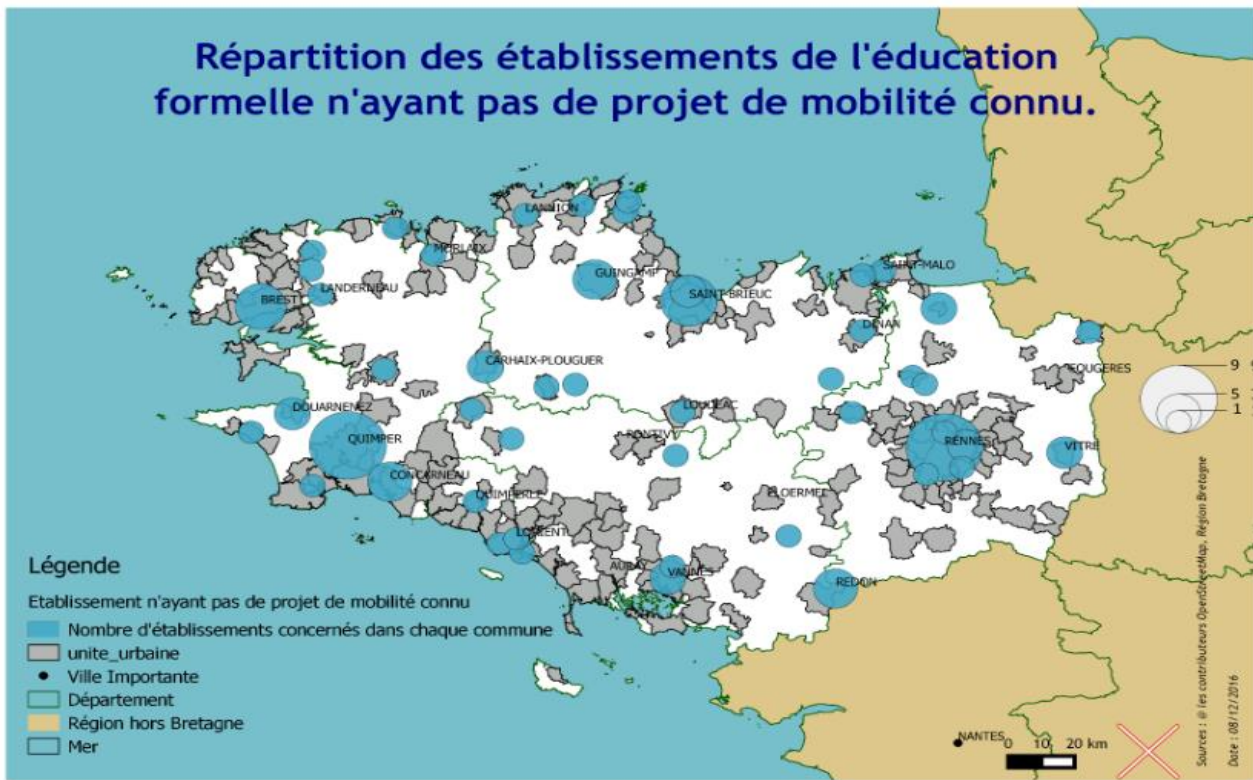 Répartition des établissements de l'éducation
formelle n'ayant pas de projet de mobilité connu.
LANNION
MORLAIX
GUINGAMP
SAINT-MALO
LANDERNEAU
BREST
SAINT-BRIEUC
DINAN
CARHAIX-PLOUGUER
FOUGERES
DOUARNENEZ
LOUDEAC
QUIMPER
PONTIVY
RENNES
VITRE
CONCARNEAU
QUIMPERLE
PLOERMEL
LORIENT
AURAY
VANNES
REDON
NANTES
9
5
1
Légende
Etablissement n'ayant pas de projet de mobilité connu
Nombre d'établissements concernés dans chaque commune
unite_urbaine
Ville Importante
Département
Région hors Bretagne
Mer
0 10 20 km
Sources : @ les contributeurs OpenStreetMap, Région Bretagne
Date : 08/12/2016